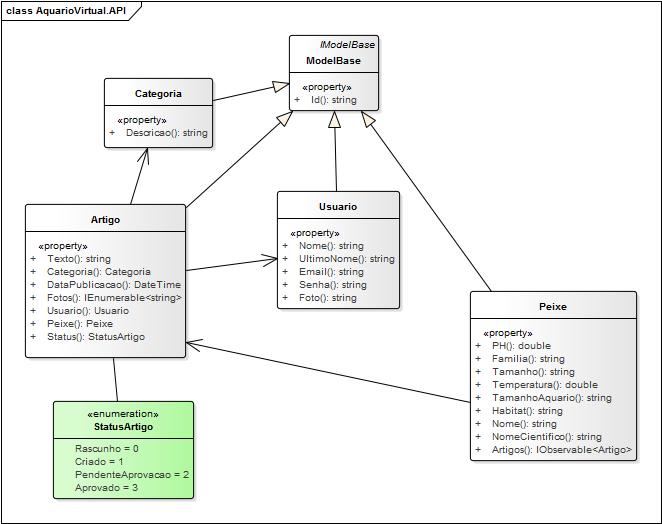 class AquarioVirtual.API
IModelBase
ModelBase
«property»
+ Id(): string
Categoria
«property»
+ Descricao(): string
Artigo
«property»
+ Texto(): string
+ Categoria(): Categoria
+ DataPublicacao(): DateTime
+ Fotos(): IEnumerable<string>
+ Usuario(): Usuario
+ Peixe(): Peixe
+ Status(): StatusArtigo
Usuario
«property»
+ Nome(): string
+ UltimoNome(): string
+ Email(): string
+ Senha(): string
+ Foto(): string
Peixe
«property»
+ PH(): double
+ Familia(): string
+ Tamanho(): string
+ Temperatura(): double
+ TamanhoAquario(): string
+ Habitat(): string
+ Nome(): string
+ NomeCientifico(): string
+ Artigos(): IObservable<Artigo>
«enumeration»
StatusArtigo
Rascunho = 0
Criado = 1
PendenteAprovacao = 2
Aprovado = 3